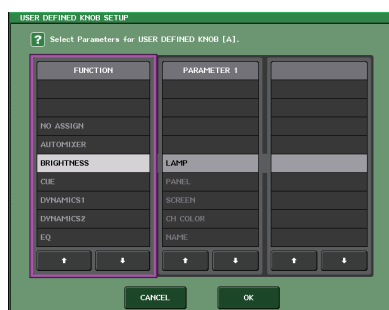 USER DEFINED KNOB SETUP
? Select Parameters for USER DEFINED KNOB [A].
FUNCTION
NO ASSIGN
AUTOMIXER
BRIGHTNESS
CUE
DYNAMICS1
DYNAMICS2
EQ
PARAMETER 1
LAMP
PANEL
SCREEN
CH COLOR
NAME
CANCEL
OK